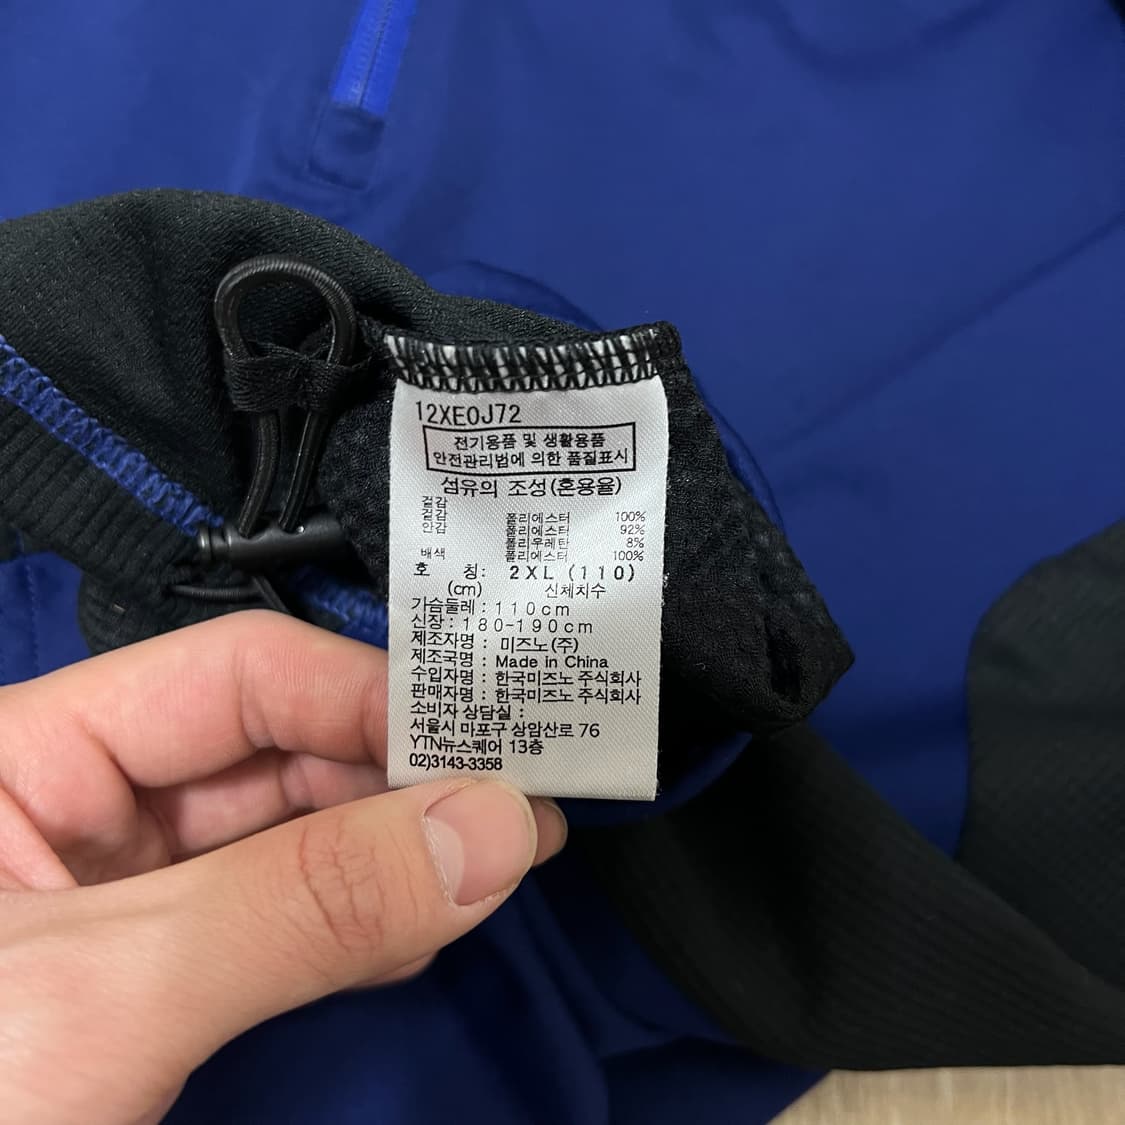 12XE0J72
전기용품 및 생활용품
안전관리법에 의한 품질표시
섬유의 조성(혼용율)
겉감 폴리에스터 100%
겉감 폴리에스터 92%
안감 폴리우레탄 8%
배색 폴리에스터 100%
호 칭: 2XL (110)
(cm) 신체치수
가슴둘레 : 110cm
신장: 180-190cm
제조자명 : 미즈노(주)
제조국명 : Made in China
수입자명 : 한국미즈노 주식회사
판매자명 : 한국미즈노 주식회사
소비자 상담실 :
서울시 마포구 상암산로 76
YTN뉴스퀘어 13층
02)3143-3358